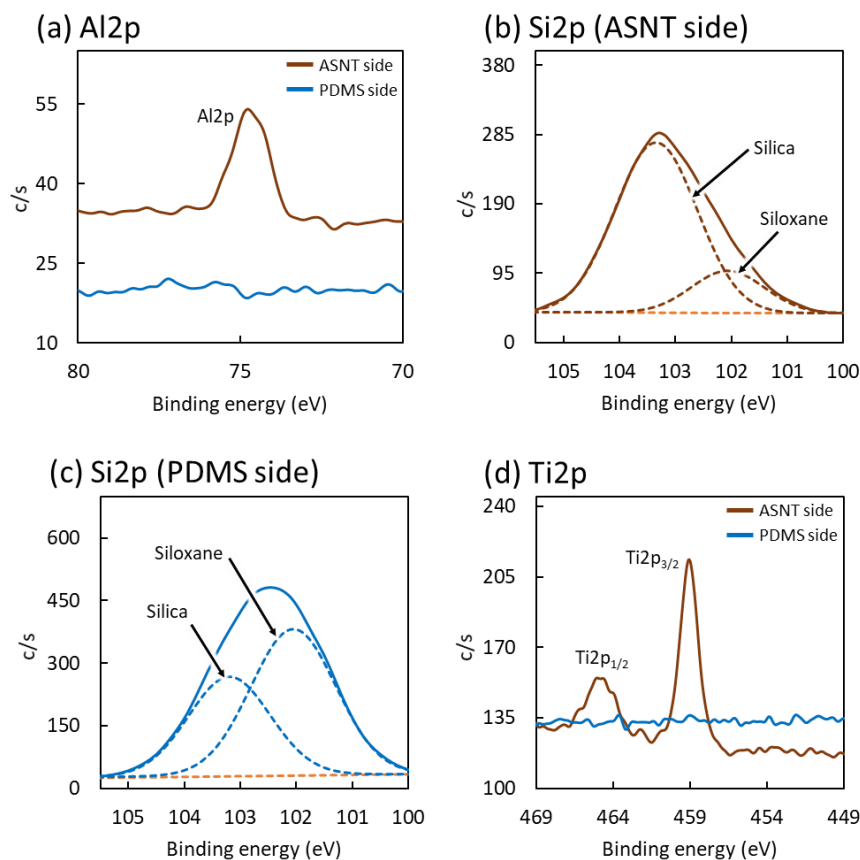 (a) Al2p
ASNT side
PDMS side
Al2p
55
40
25
10
c/s
80
75
70
Binding energy (eV)
(b) Si2p (ASNT side)
380
285
190
95
0
c/s
Silica
Siloxane
105
104
103
102
101
100
Binding energy (eV)
(c) Si2p (PDMS side)
600
450
300
150
0
c/s
Siloxane
Silica
105
104
103
102
101
100
Binding energy (eV)
(d) Ti2p
ASNT side
PDMS side
240
205
170
135
100
c/s
Ti2p3/2
Ti2p1/2
469
464
459
454
449
Binding energy (eV)